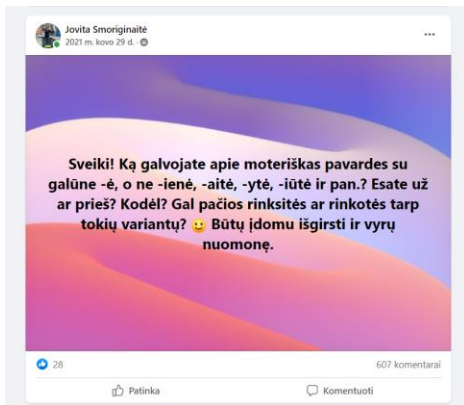 Jovita Smoriginaitė
2021 m. kovo 29 d. ·
Sveiki! Ką galvojate apie moteriškas pavardes su
galūne -ė, o ne -ienė, -aitė, -ytė, -iūtė ir pan.? Esate už
ar prieš? Kodėl? Gal pačios rinksitės ar rinkotės tarp
tokių variantų? 😀 Būtų įdomu išgirsti ir vyrų
nuomonę.
28
607 komentarai
Patinka
Komentuoti